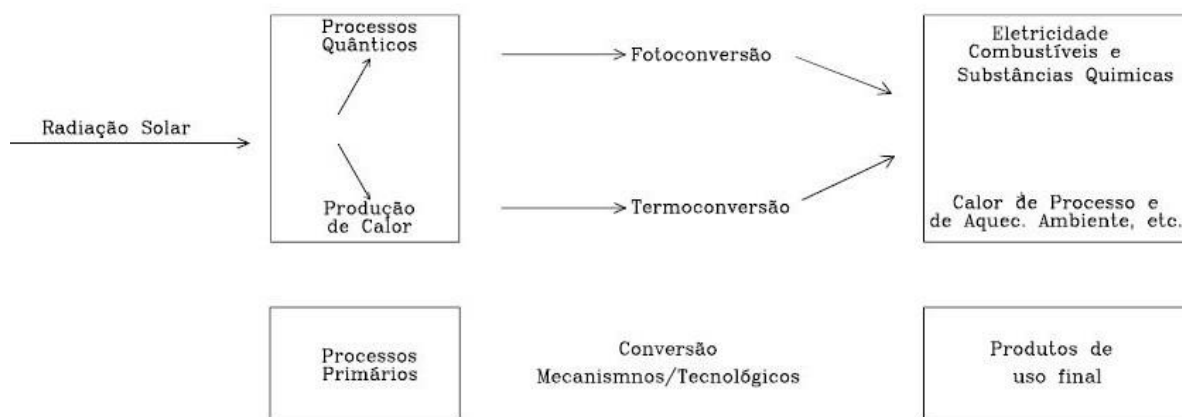 Radiação Solar
Processos
Quânticos
Produção
de Calor
Fotoconversão
Termoconversão
Eletricidade
Combustíveis e
Substâncias Quimicas
Calor de Processo e
de Aquec. Ambiente, etc.
Processos
Primários
Conversão
Mecanismnos/Tecnológicos
Produtos de
uso final